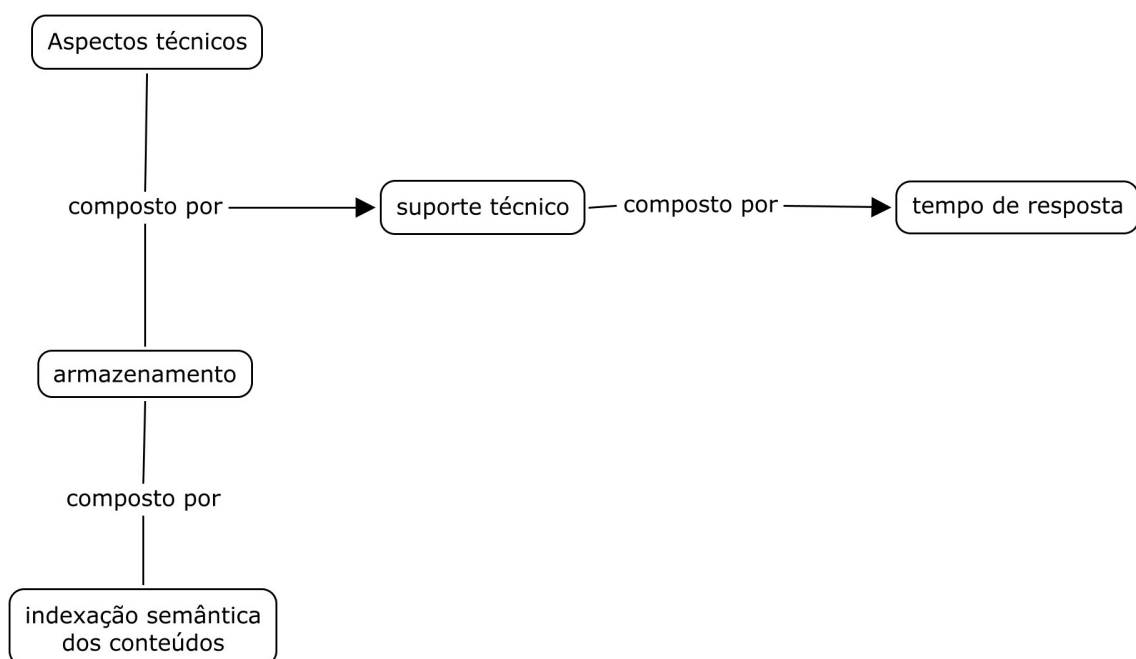 Aspectos técnicos
composto por
suporte técnico
composto por
tempo de resposta
armazenamento
composto por
indexação semântica
dos conteúdos